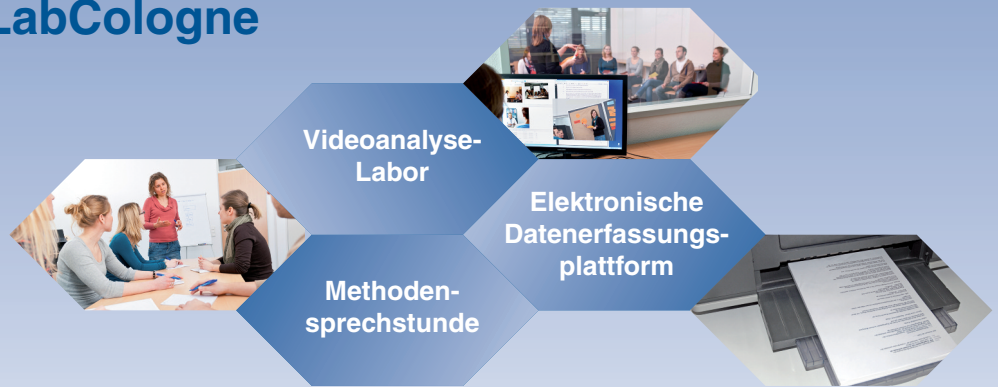 LabCologne
Videoanalyse-
Labor
Elektronische
Datenerfassungs-
plattform
Methoden-
sprechstunde